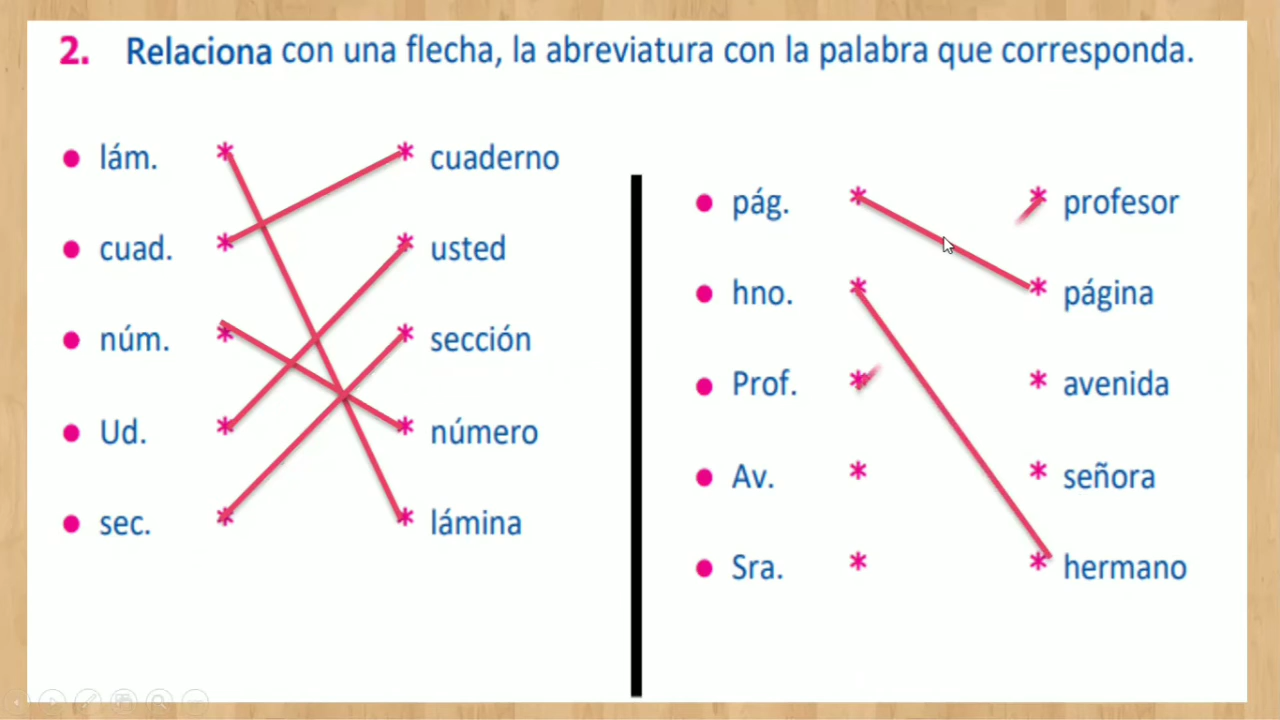 2. Relaciona con una flecha, la abreviatura con la palabra que corresponda.
lám. * * cuaderno
cuad. * * usted
núm. * * sección
Ud. * * número
sec. * * lámina
pág. * * profesor
hno. * * página
Prof. * * avenida
Av. * * señora
Sra. * * hermano